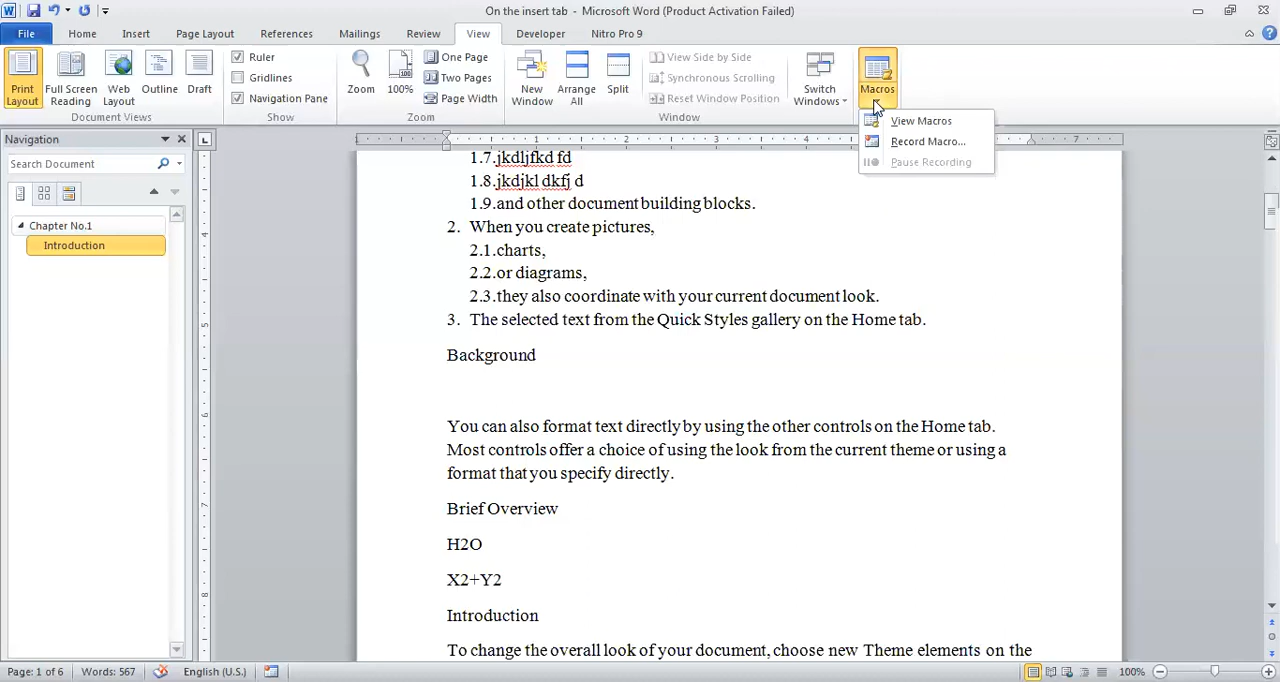 On the insert tab - Microsoft Word (Product Activation Failed)
File Home Insert Page Layout References Mailings Review View Developer Nitro Pro 9
Print Layout
Full Screen Reading
Web Layout
Outline
Draft
Document Views
Ruler
Gridlines
Navigation Pane
Show
Zoom
100%
One Page
Two Pages
Page Width
Zoom
New Window
Arrange All
Split
View Side by Side
Synchronous Scrolling
Reset Window Position
Switch Windows
Window
Macros
View Macros
Record Macro...
Pause Recording
Navigation
Search Document
Chapter No.1
Introduction
1.7.jkdljfkd fd
1.8.jkdjkl dkfj d
1.9.and other document building blocks.
2. When you create pictures,
2.1.charts,
2.2.or diagrams,
2.3.they also coordinate with your current document look.
3. The selected text from the Quick Styles gallery on the Home tab.
Background
You can also format text directly by using the other controls on the Home tab.
Most controls offer a choice of using the look from the current theme or using a
format that you specify directly.
Brief Overview
H2O
X2+Y2
Introduction
To change the overall look of your document, choose new Theme elements on the
Page: 1 of 6 Words: 567 English (U.S.) 100%